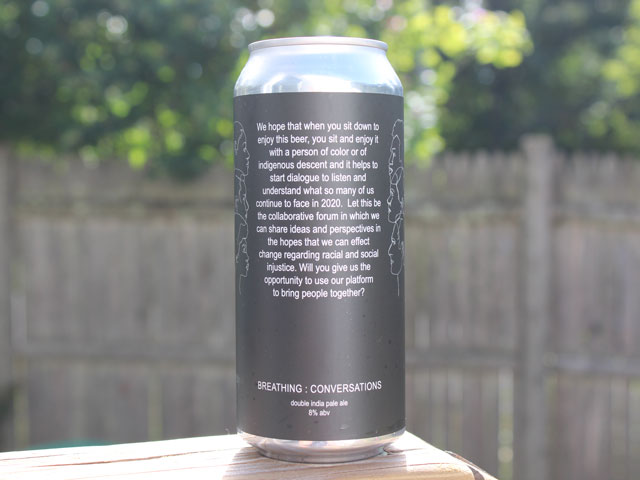 We hope that when you sit down to
enjoy this beer, you sit and enjoy it
with a person of color or of
indigenous descent and it helps to
start dialogue to listen and
understand what so many of us
continue to face in 2020. Let this be
the collaborative forum in which we
can share ideas and perspectives in
the hopes that we can effect
change regarding racial and social
injustice. Will you give us the
opportunity to use our platform
to bring people together?
BREATHING : CONVERSATIONS
double india pale ale
8% abv